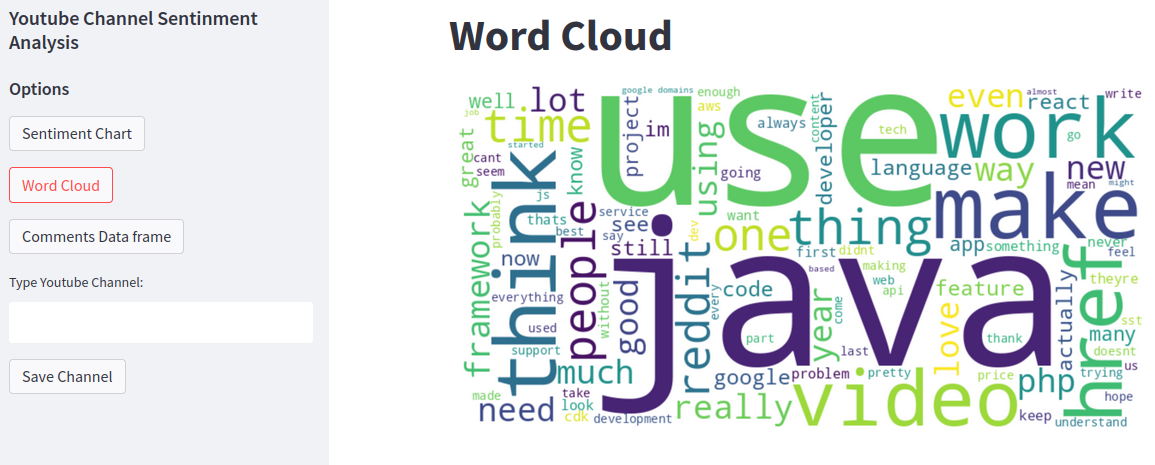 Youtube Channel Sentinment
Analysis
Options
Sentiment Chart
Word Cloud
Comments Data frame
Type Youtube Channel:
Save Channel
Word Cloud
google domains
enough
almost
well
lot
use
even
react
write
job
time
project
im
aws
always
content
developer
tech
work
go
started
great
cant
seem
think
know
using
going
language
way
new
mean
might
js
probably
framework
thats
best
people
service
see
say
want
dev
one
thing
make
still
java
first
didnt
app
something
never
feel
href
now
reddit
everything
without
good
every
code
based
making
web
api
feature
theyre
actually
used
year
come
love
sst
many
support
part
last
thank
doesnt
much
google
problem
pretty
price
php
trying
us
made
take
hope
need
look
cdk
development
really
video
keep
understand